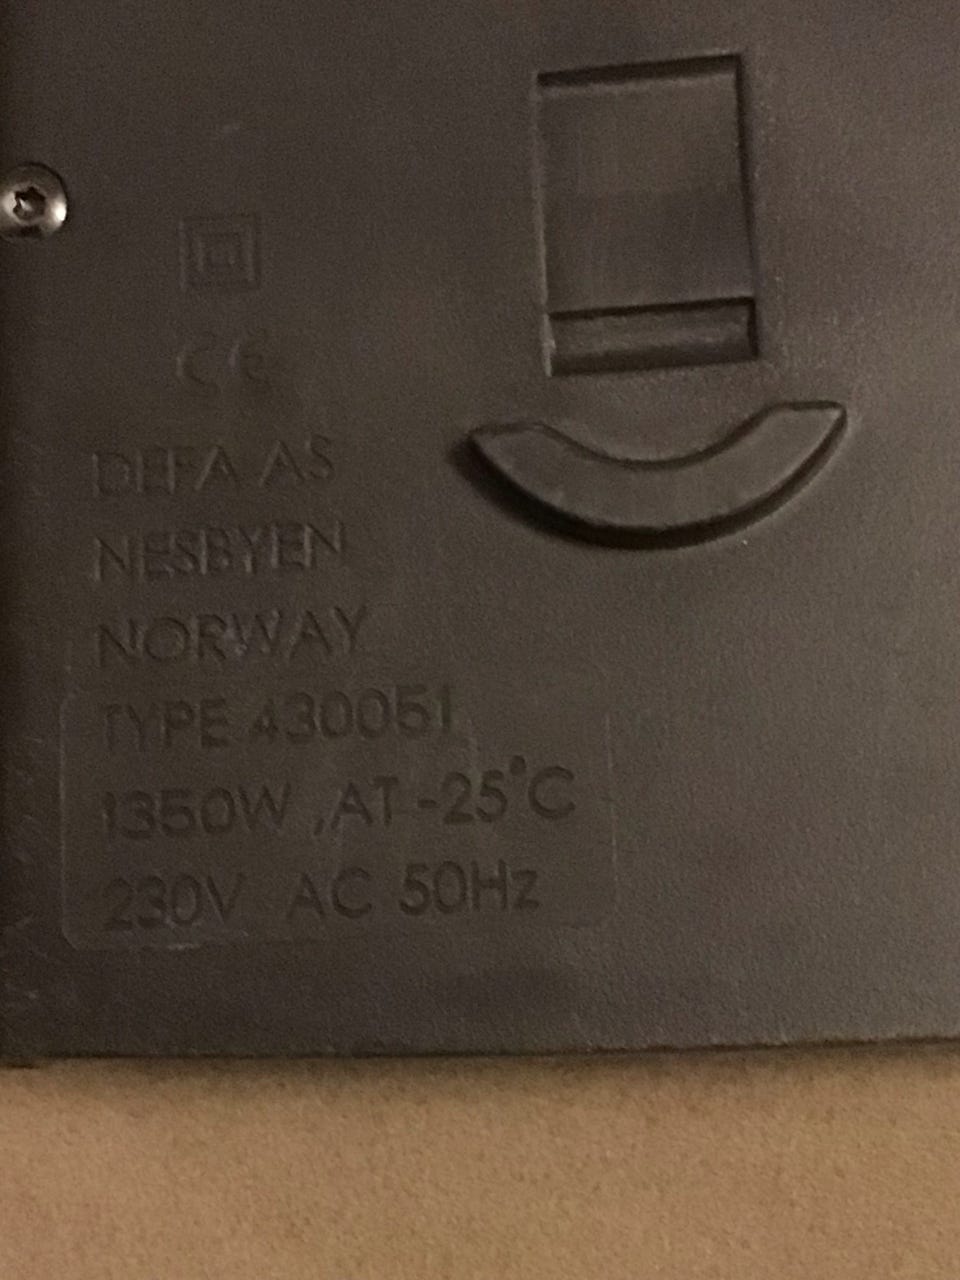 CE
DEFA AS
NESBYEN
NORWAY
TYPE 430051
1350W ,AT -25°C
230V AC 50Hz